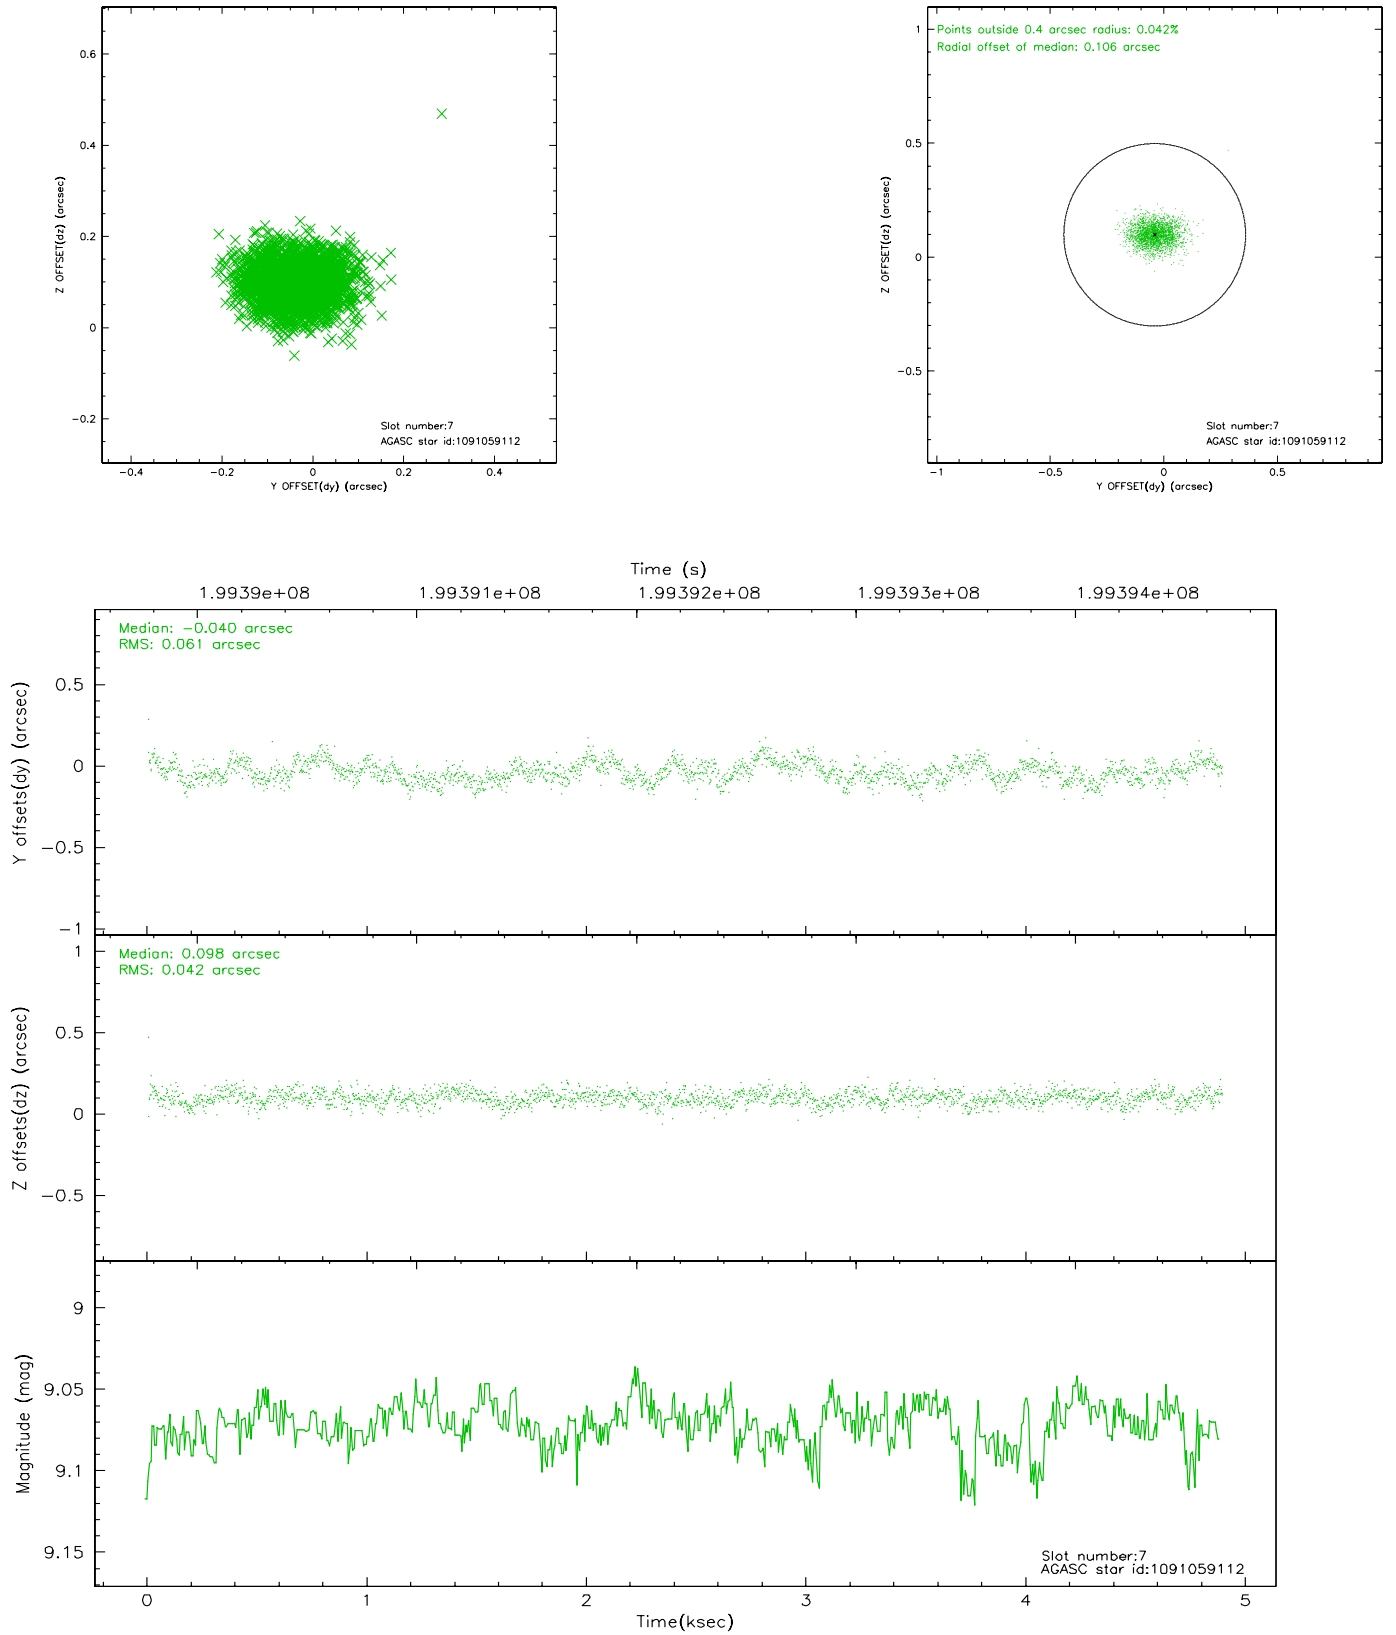 0.6
0.4
0.2
0
-0.2
-0.4
-0.2
0
0.2
0.4
Z OFFSET(dz) (arcsec)
Y OFFSET(dy) (arcsec)
Slot number:7
AGASC star id:1091059112
Points outside 0.4 arcsec radius: 0.042%
Radial offset of median: 0.106 arcsec
1
0.5
0
-0.5
-1
-0.5
0
0.5
Z OFFSET(dz) (arcsec)
Y OFFSET(dy) (arcsec)
Slot number:7
AGASC star id:1091059112
Time (s)
1.9939e+08 1.99391e+08 1.99392e+08 1.99393e+08 1.99394e+08
Median: -0.040 arcsec
RMS: 0.061 arcsec
0.5
0
-0.5
-1
Y offsets(dy) (arcsec)
Median: 0.098 arcsec
RMS: 0.042 arcsec
1
0.5
0
-0.5
Z offsets(dz) (arcsec)
9
9.05
9.1
9.15
Magnitude (mag)
Slot number:7
AGASC star id:1091059112
0 1 2 3 4 5
Time(ksec)